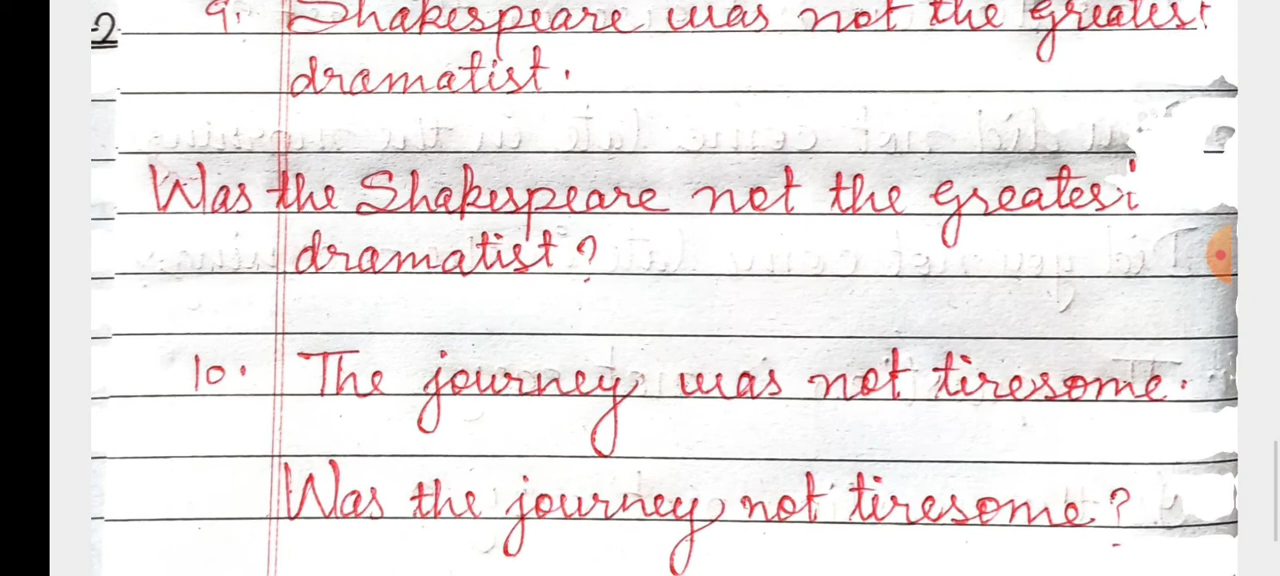 2
9. Shakespeare was not the greatest
dramatist.
Was the Shakespeare not the greatest
dramatist?
10. The journey was not tiresome.
Was the journey not tiresome?